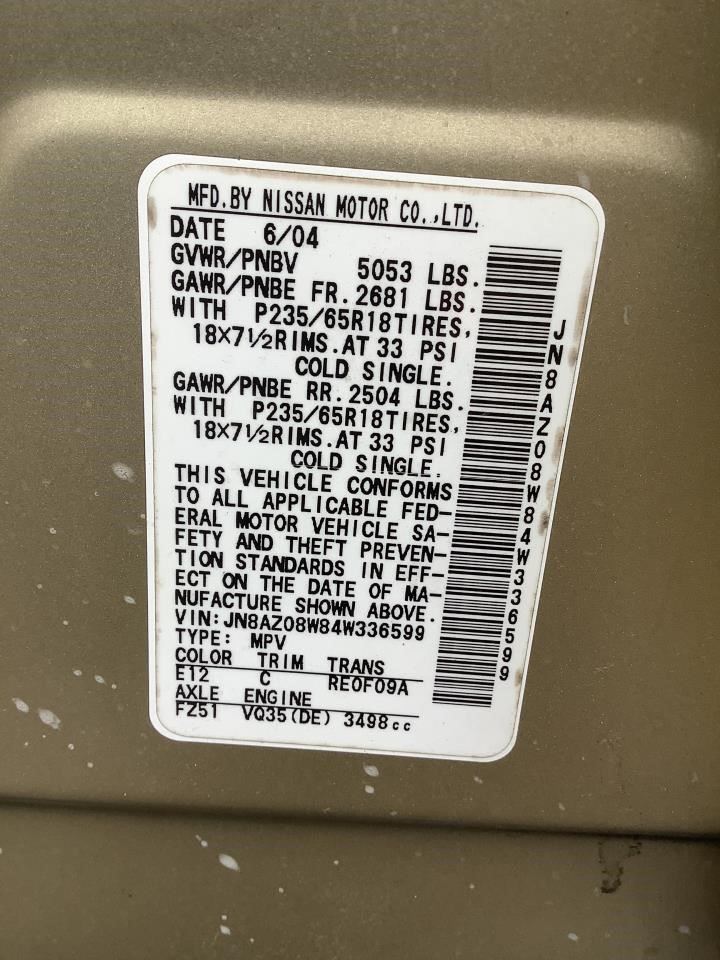 MFD.BY NISSAN MOTOR CO.,LTD.
DATE 6/04
GVWR/PNBV 5053 LBS.
GAWR/PNBE FR.2681 LBS.
WITH P235/65R18TIRES,
18X7½RIMS.AT 33 PSI
COLD SINGLE.
GAWR/PNBE RR.2504 LBS.
WITH P235/65R18TIRES,
18X7½RIMS.AT 33 PSI
COLD SINGLE.
THIS VEHICLE CONFORMS
TO ALL APPLICABLE FED-
ERAL MOTOR VEHICLE SA-
FETY AND THEFT PREVEN-
TION STANDARDS IN EFF-
ECT ON THE DATE OF MA-
NUFACTURE SHOWN ABOVE.
VIN:JN8AZ08W84W336599
TYPE: MPV
COLOR TRIM TRANS
E12 C RE0F09A
AXLE ENGINE
FZ51 VQ35(DE) 3498cc
JN8AZ08W84W336599